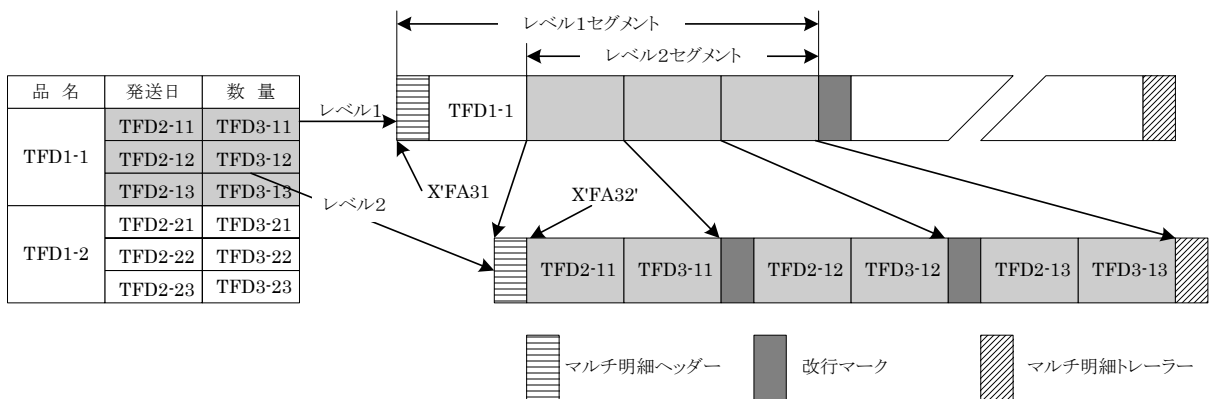 レベル1セグメント
レベル2セグメント
品 名 発送日 数 量
TFD1-1
TFD2-11 TFD3-11
TFD2-12 TFD3-12
TFD2-13 TFD3-13
TFD1-2
TFD2-21 TFD3-21
TFD2-22 TFD3-22
TFD2-23 TFD3-23
レベル1
TFD1-1
X'FA31
レベル2
X'FA32'
TFD2-11 TFD3-11 TFD2-12 TFD3-12 TFD2-13 TFD3-13
マルチ明細ヘッダー 改行マーク マルチ明細トレーラー